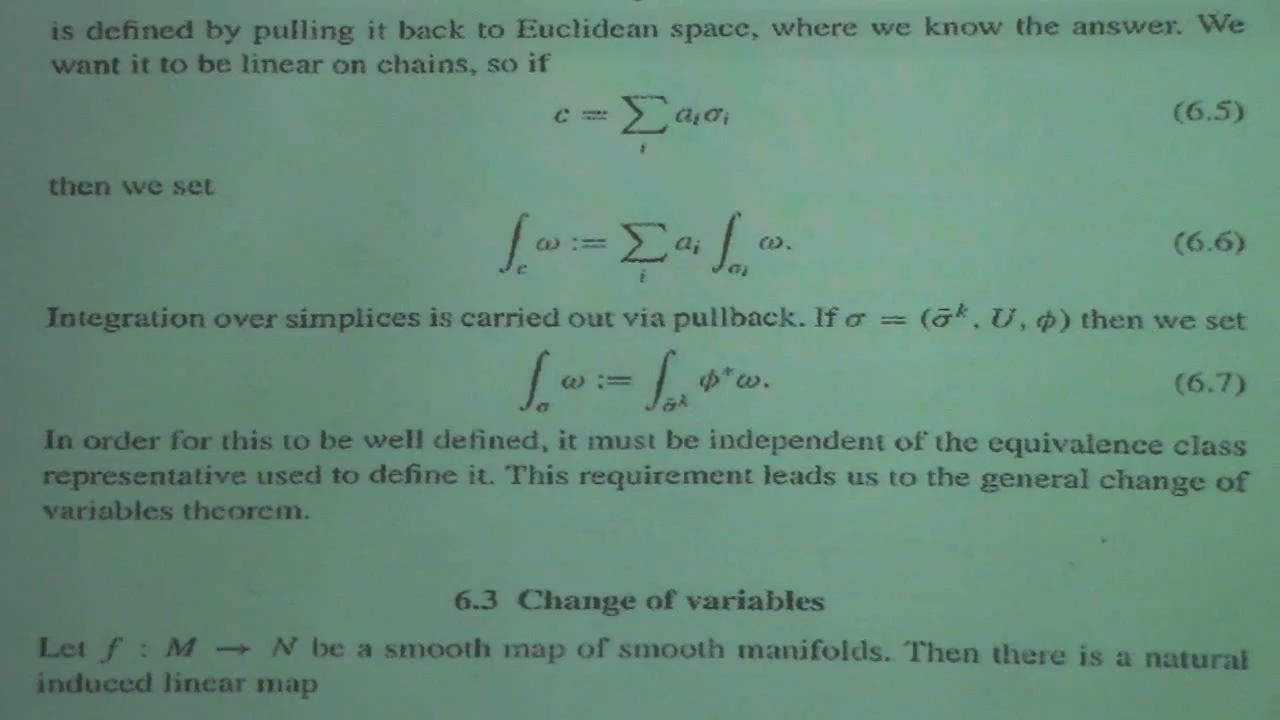 is defined by pulling it back to Euclidean space, where we know the answer. We
want it to be linear on chains, so if
c = ∑_i a_i σ_i (6.5)
then we set
∫_c ω := ∑_i a_i ∫_{σ_i} ω. (6.6)
Integration over simplices is carried out via pullback. If σ = (σ̄^k, U, φ) then we set
∫_σ ω := ∫_{σ̄^k} φ*ω. (6.7)
In order for this to be well defined, it must be independent of the equivalence class
representative used to define it. This requirement leads us to the general change of
variables theorem.
6.3 Change of variables
Let f : M → N be a smooth map of smooth manifolds. Then there is a natural
induced linear map